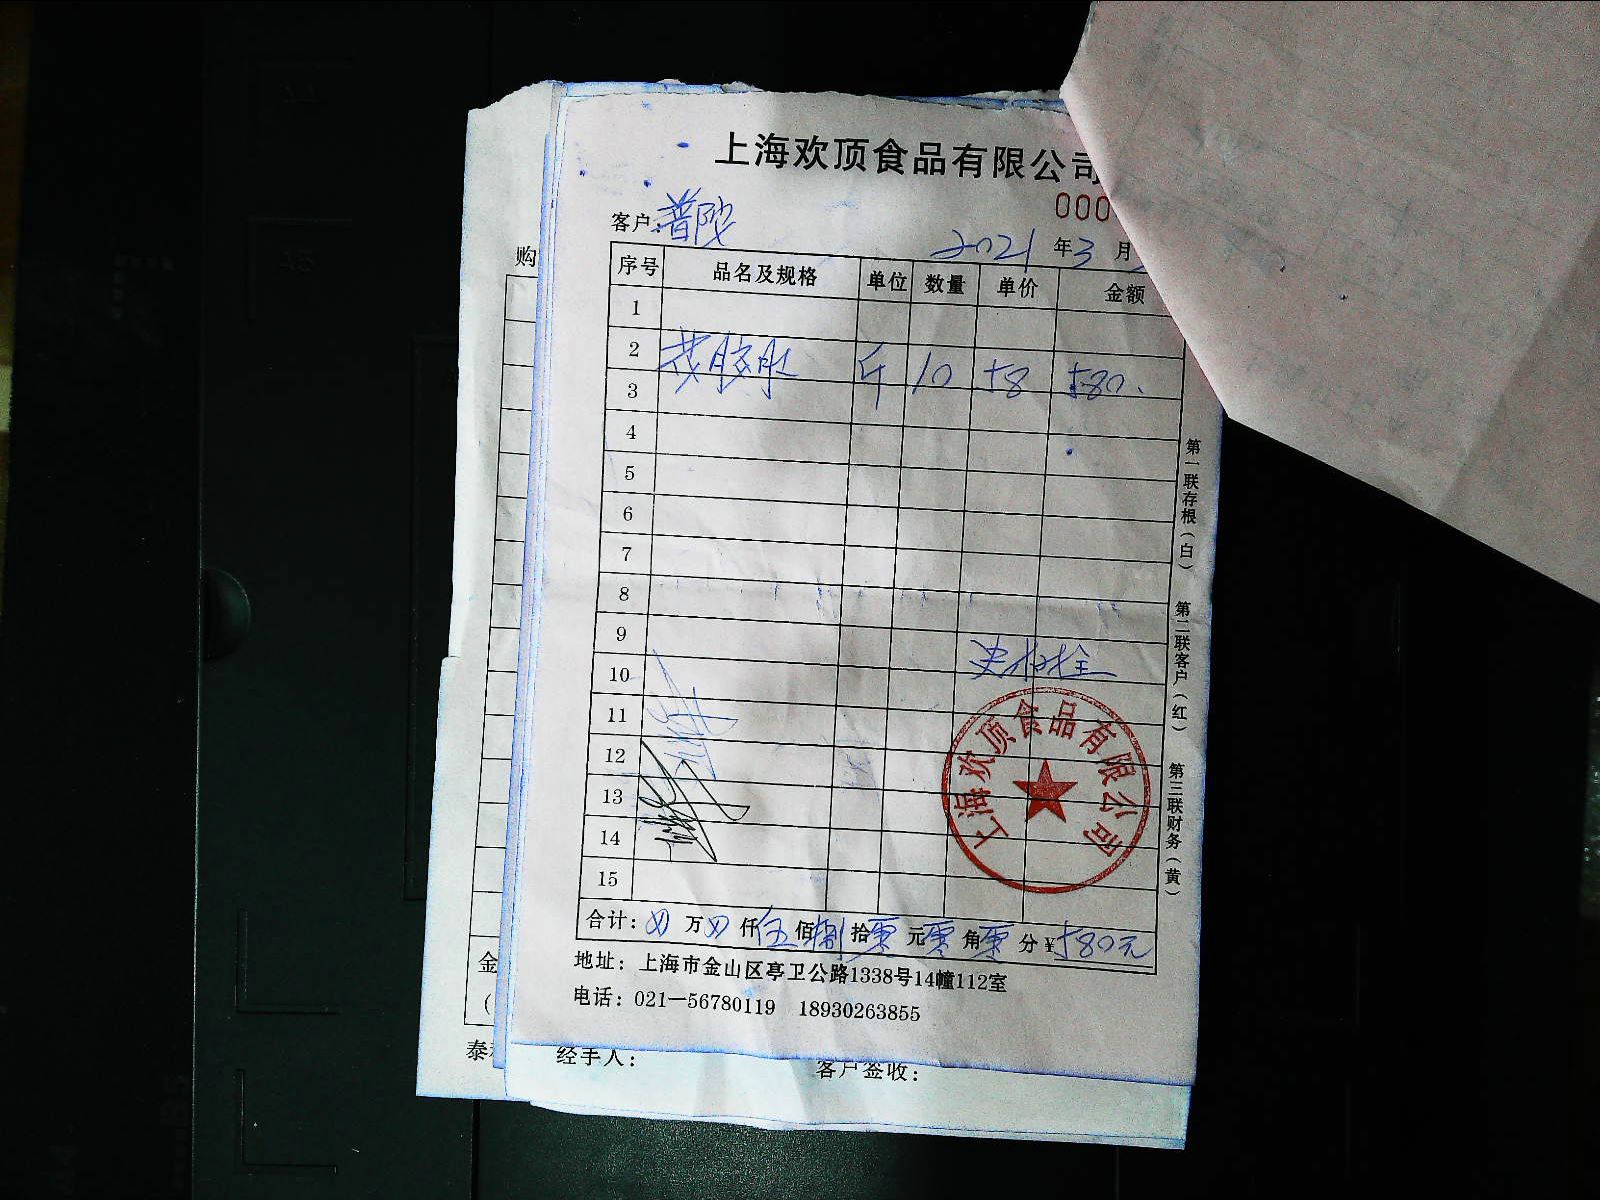 上海欢顶食品有限公司
000
客户：普陀
2021年3月
购
序号 品名及规格 单位 数量 单价 金额
1
2 花胶肚 斤 10 58 580.
3
4
5
6
7
8
9
10
11
12
13
14
15
上海欢顶食品有限公司
合计：万仟伍佰捌拾零元零角零分￥580元
地址：上海市金山区亭卫公路1338号14幢112室
电话：021—56780119 18930263855
第一联存根（白） 第二联客户（红） 第三联财务（黄）
金
（
泰
经手人： 客户签收：